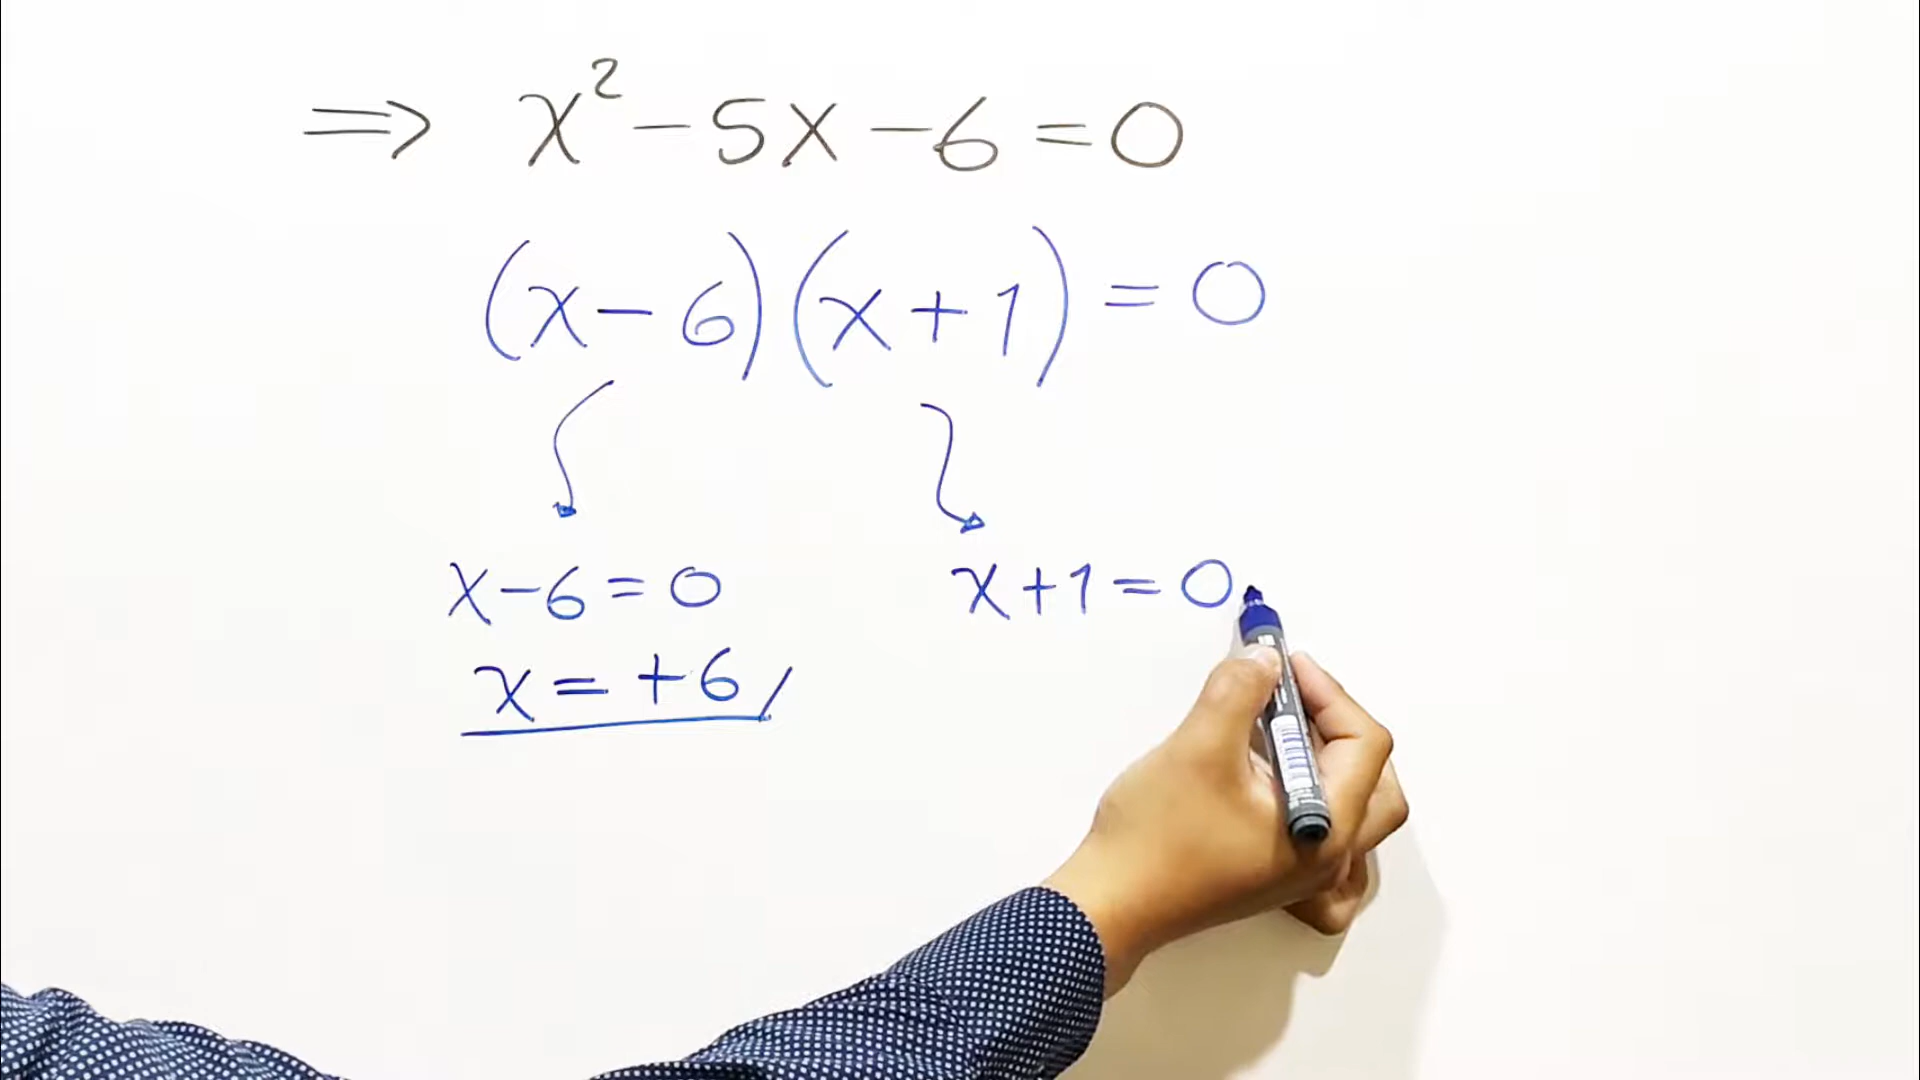 ⇒ x² - 5x - 6 = 0
(x - 6)(x + 1) = 0
x - 6 = 0
x = +6
x + 1 = 0